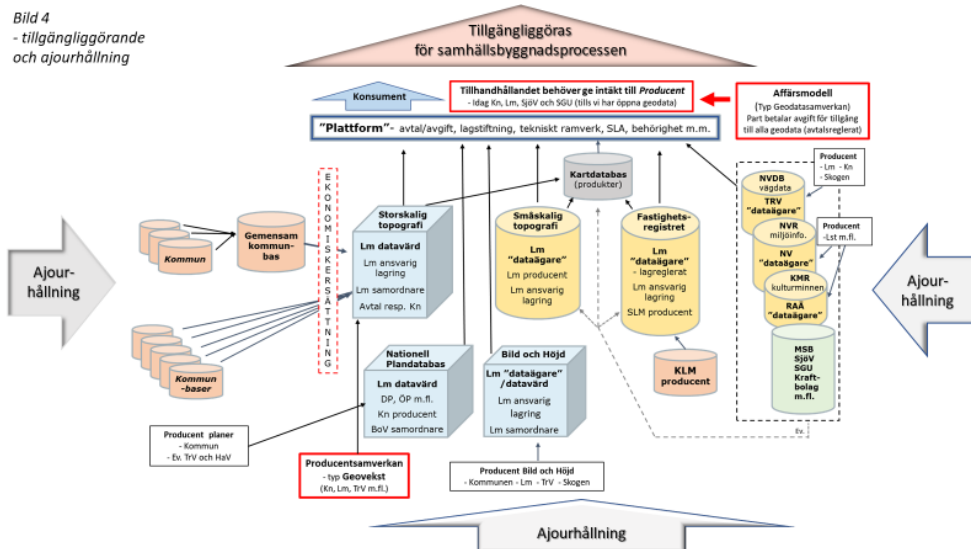 Bild 4
- tillgängliggörande
och ajourhållning
Tillgängliggöras
för samhällsbyggnadsprocessen
Konsument
Tillhandhållandet behöver ge intäkt till Producent
- Idag Kn, Lm, SjöV och SGU (tills vi har öppna geodata)
Affärsmodell
(Typ Geodatasamverkan)
Part betalar avgift för tillgång
till alla geodata (avtalsreglerat)
"Plattform"- avtal/avgift, lagstiftning, tekniskt ramverk, SLA, behörighet m.m.
Kartdatabas
(produkter)
Ajour-
hållning
Kommun
Gemensam
kommun-
bas
Kommun
-baser
EKONOMISKERSÄTTNING
Storskalig
topografi
Lm datavärd
Lm ansvarig
lagring
Lm samordnare
Avtal resp. Kn
Småskalig
topografi
Lm
"dataägare"
Lm producent
Lm ansvarig
lagring
Fastighets-
registret
Lm
"dataägare"
- lagreglerat
Lm ansvarig
lagring
SLM producent
NVDB
vägdata
TRV
"dataägare"
NVR
miljöinfo.
NV
"dataägare"
KMR
kulturminnen
RAÄ
"dataägare"
MSB
SjöV
SGU
Kraft-
bolag
m.fl.
Producent
- Lm - Kn
- Skogen
Producent
-Lst m.fl.
Ajour-
hållning
Nationell
Plandatabas
Lm datavärd
DP, ÖP m.fl.
Kn producent
BoV samordnare
Bild och Höjd
Lm "dataägare"
/datavärd
Lm ansvarig
lagring
Lm samordnare
KLM
producent
Ev.
Producent planer
- Kommun
- Ev. TrV och HaV
Producentsamverkan
- typ Geovekst
(Kn, Lm, TrV m.fl.)
Producent Bild och Höjd
- Kommunen - Lm - TrV - Skogen
Ajourhållning